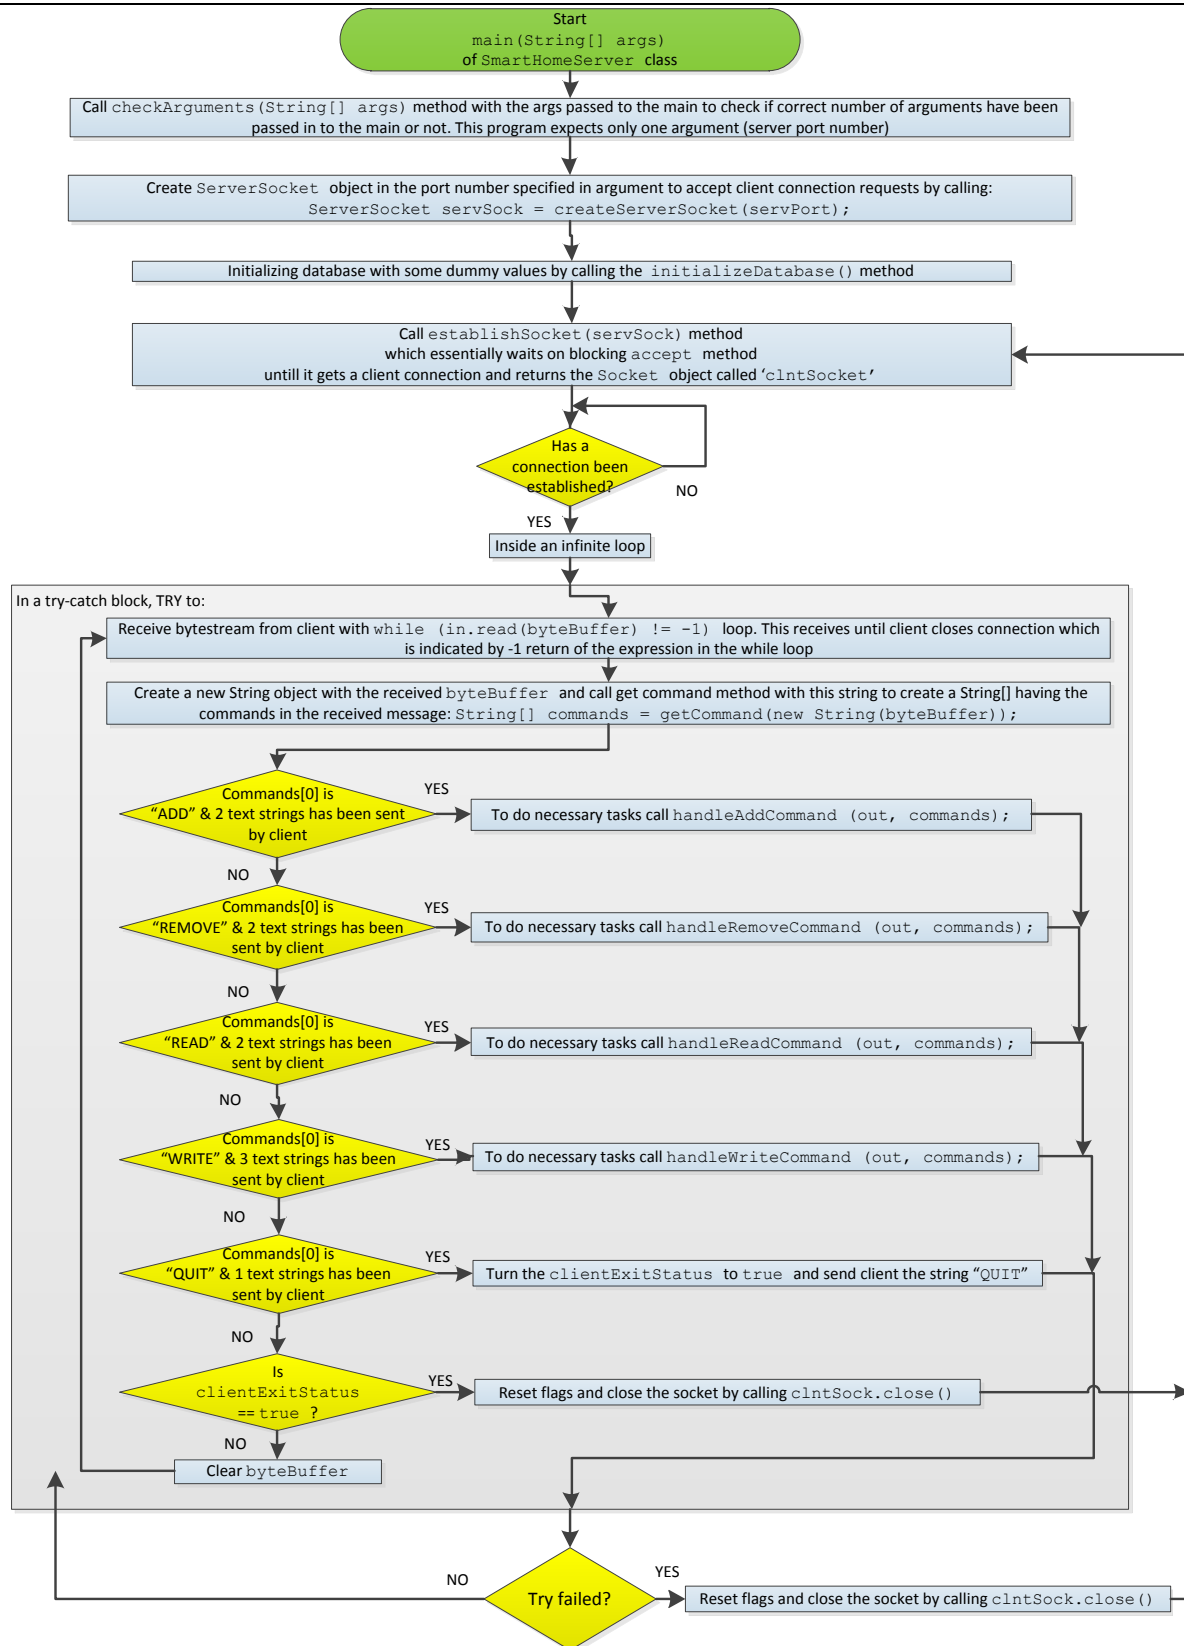 Start
main(String[] args)
of SmartHomeServer class
Call checkArguments(String[] args) method with the args passed to the main to check if correct number of arguments have been
passed in to the main or not. This program expects only one argument (server port number)
Create ServerSocket object in the port number specified in argument to accept client connection requests by calling:
ServerSocket servSock = createServerSocket(servPort);
Initializing database with some dummy values by calling the initializeDatabase() method
Call establishSocket(servSock) method
which essentially waits on blocking accept method
untill it gets a client connection and returns the Socket object called ‘clntSocket’
Has a
connection been
established?
NO
YES
Inside an infinite loop
In a try-catch block, TRY to:
Receive bytestream from client with while (in.read(byteBuffer) != -1) loop. This receives until client closes connection which
is indicated by -1 return of the expression in the while loop
Create a new String object with the received byteBuffer and call get command method with this string to create a String[] having the
commands in the received message: String[] commands = getCommand(new String(byteBuffer));
Commands[0] is
“ADD” & 2 text strings has been sent
by client
YES
To do necessary tasks call handleAddCommand (out, commands);
NO
Commands[0] is
“REMOVE” & 2 text strings has been
sent by client
YES
To do necessary tasks call handleRemoveCommand (out, commands);
NO
Commands[0] is
“READ” & 2 text strings has been
sent by client
YES
To do necessary tasks call handleReadCommand (out, commands);
NO
Commands[0] is
“WRITE” & 3 text strings has been
sent by client
YES
To do necessary tasks call handleWriteCommand (out, commands);
NO
Commands[0] is
“QUIT” & 1 text strings has been
sent by client
YES
Turn the clientExitStatus to true and send client the string “QUIT”
NO
Is
clientExitStatus
== true ?
YES
Reset flags and close the socket by calling clntSock.close()
NO
Clear byteBuffer
Try failed?
NO
YES
Reset flags and close the socket by calling clntSock.close()